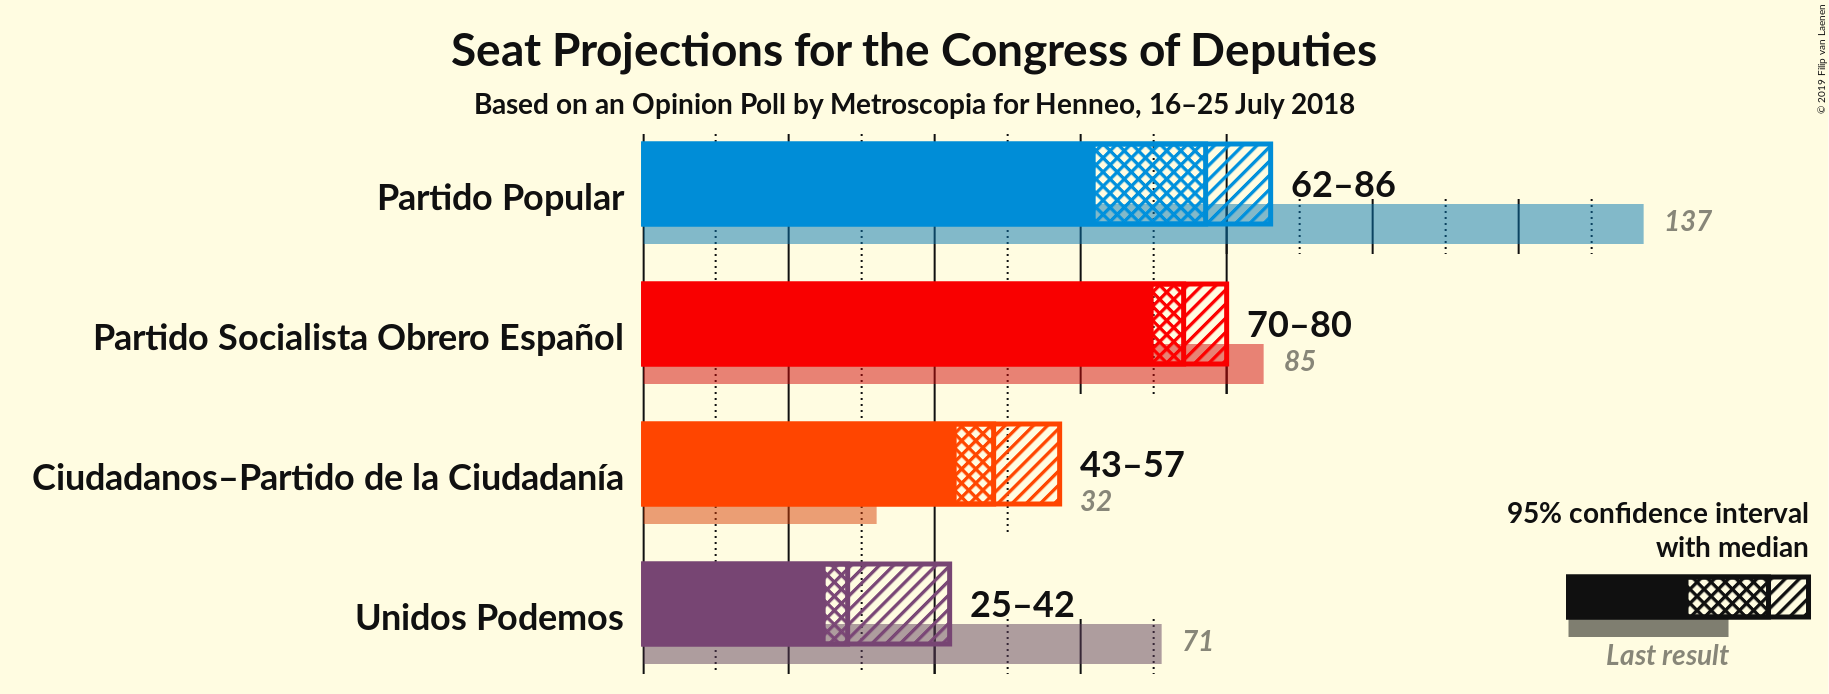 Seat Projections for the Congress of Deputies
Based on an Opinion Poll by Metroscopia for Henneo, 16–25 July 2018
© 2019 Filip van Laenen
Partido Popular
62–86
137
Partido Socialista Obrero Español
70–80
85
Ciudadanos–Partido de la Ciudadanía
43–57
32
Unidos Podemos
25–42
71
95% confidence interval
with median
Last result